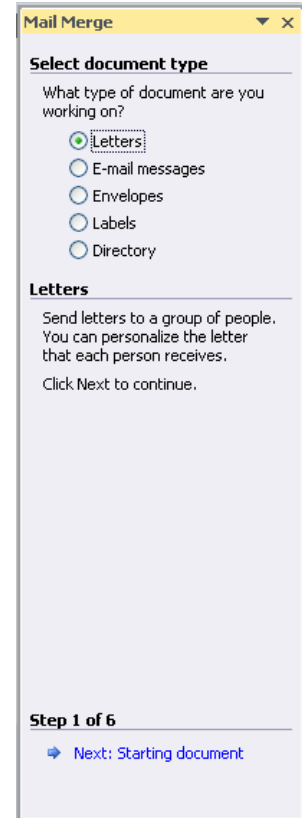 Mail Merge
Select document type
What type of document are you
working on?
Letters
E-mail messages
Envelopes
Labels
Directory
Letters
Send letters to a group of people.
You can personalize the letter
that each person receives.
Click Next to continue.
Step 1 of 6
Next: Starting document